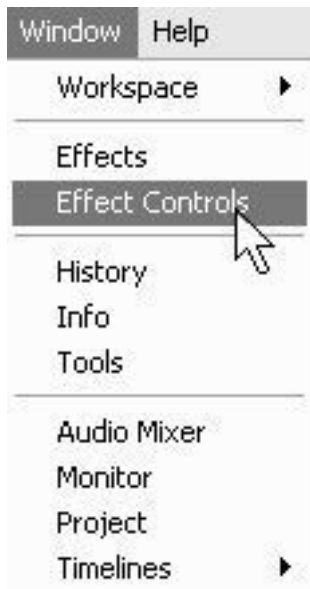 Window Help
Workspace
Effects
Effect Controls
History
Info
Tools
Audio Mixer
Monitor
Project
Timelines